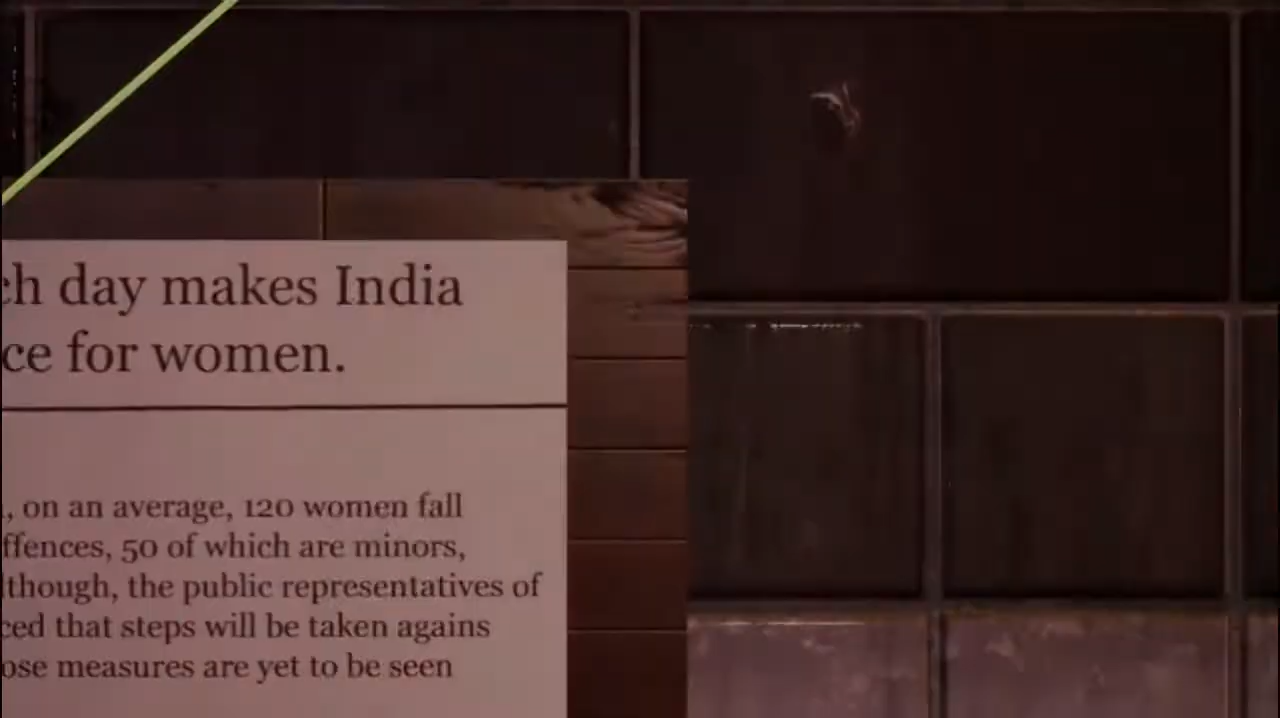 ch day makes India
ce for women.
, on an average, 120 women fall
ffences, 50 of which are minors,
lthough, the public representatives of
ced that steps will be taken agains
ose measures are yet to be seen